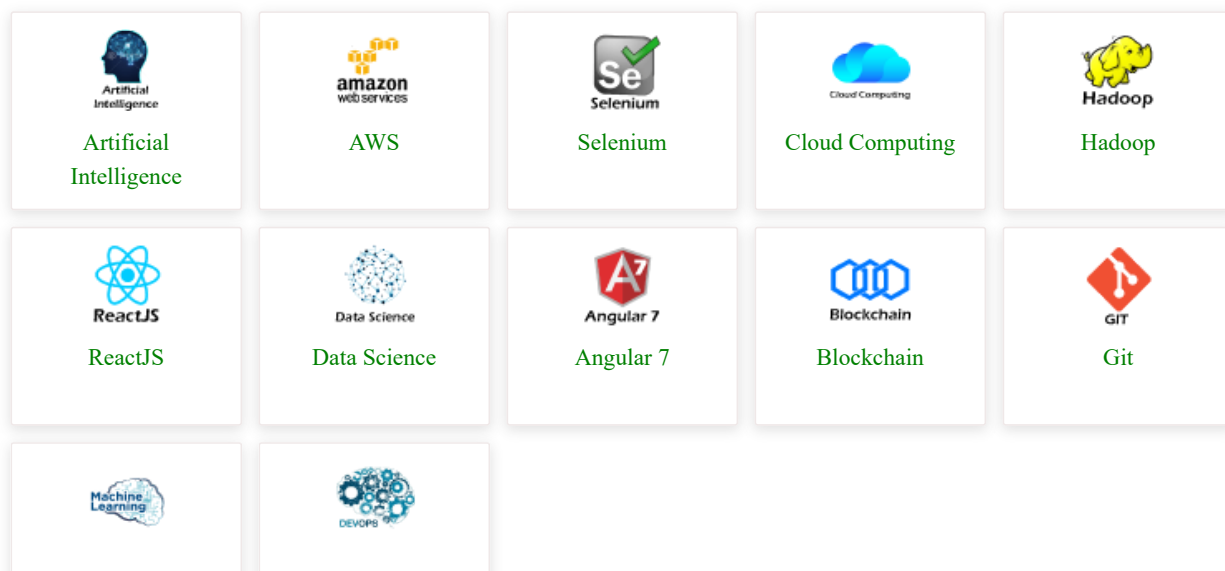 Artificial
Intelligence
Artificial
Intelligence
amazon
web services
AWS
Se
Selenium
Selenium
Cloud Computing
Cloud Computing
Hadoop
Hadoop
ReactJS
ReactJS
Data Science
Data Science
A7
Angular 7
Angular 7
Blockchain
Blockchain
GIT
Git
Machine
Learning
DEVOPS